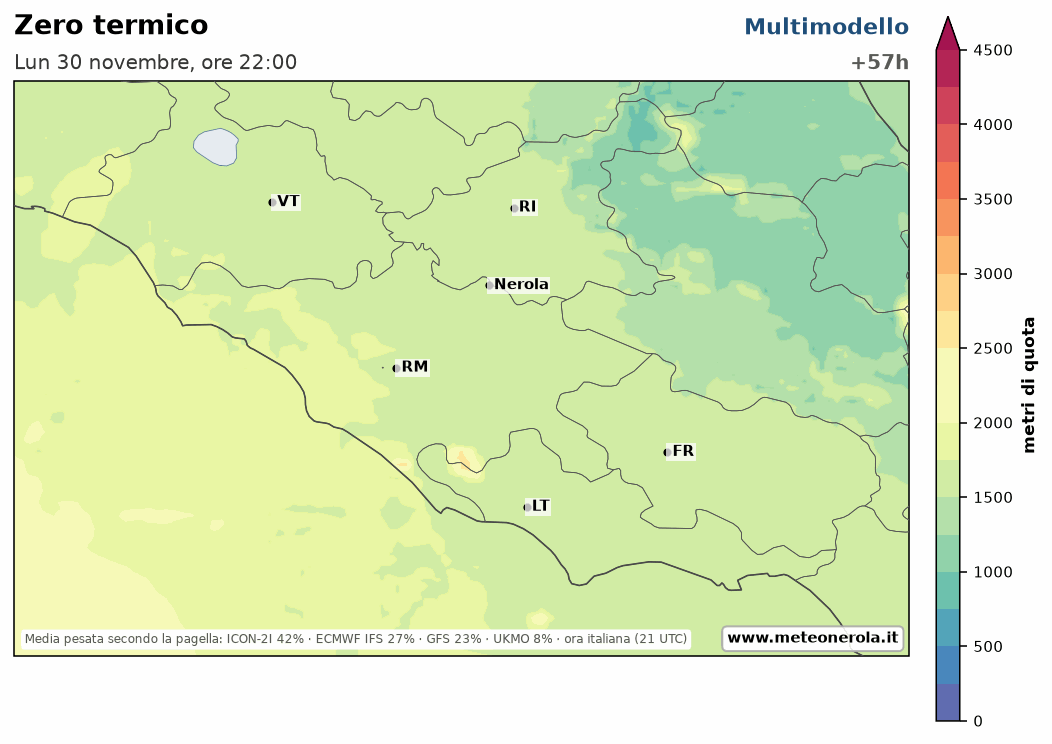 Zero termico
Multimodello
Lun 30 novembre, ore 22:00
+57h
4500
4000
3500
3000
2500
2000
1500
1000
500
0
metri di quota
VT
RI
Nerola
RM
FR
LT
Media pesata secondo la pagella: ICON-2I 42% · ECMWF IFS 27% · GFS 23% · UKMO 8% · ora italiana (21 UTC)
www.meteonerola.it